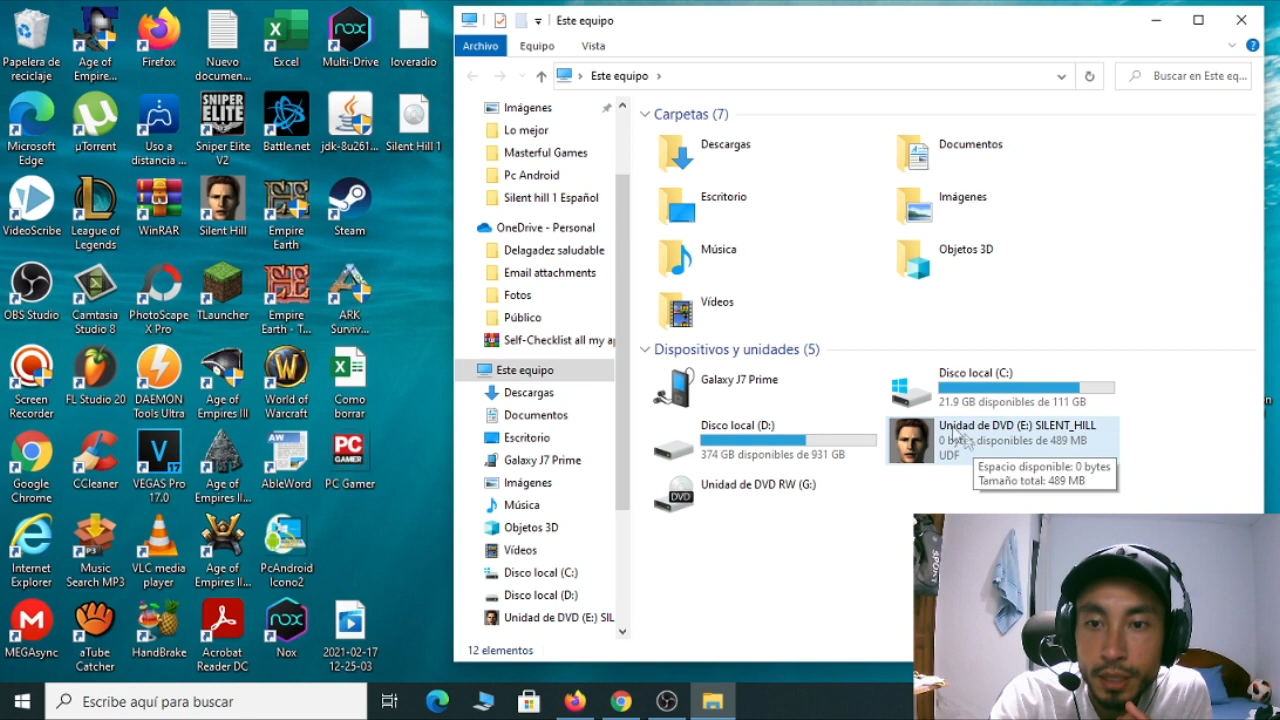 Papelera de
reciclaje
Age of
Empire...
Firefox
Nuevo
documen...
Excel
Multi-Drive
loveradio
Microsoft
Edge
µTorrent
Uso a
distancia ...
Sniper Elite
V2
Battle.net
jdk-8u261...
Silent Hill 1
VideoScribe
League of
Legends
WinRAR
Silent Hill
Empire
Earth
Steam
OBS Studio
Camtasia
Studio 8
PhotoScape
X Pro
TLauncher
Empire
Earth - T...
ARK
Surviv...
Screen
Recorder
FL Studio 20
DAEMON
Tools Ultra
Age of
Empires III
World of
Warcraft
Como
borrar
Google
Chrome
CCleaner
VEGAS Pro
17.0
Age of
Empires II...
AbleWord
PC Gamer
Internet
Explorer
Music
Search MP3
VLC media
player
Age of
Empires II...
PcAndroid
Icono2
MEGAsync
aTube
Catcher
HandBrake
Acrobat
Reader DC
Nox
2021-02-17
12-25-03
Este equipo
Archivo Equipo Vista
Este equipo
Buscar en Este eq...
Imágenes
Lo mejor
Masterful Games
Pc Android
Silent hill 1 Español
OneDrive - Personal
Delagadez saludable
Email attachments
Fotos
Público
Self-Checklist all my a
Este equipo
Descargas
Documentos
Escritorio
Galaxy J7 Prime
Imágenes
Música
Objetos 3D
Vídeos
Disco local (C:)
Disco local (D:)
Unidad de DVD (E:) SIL
Carpetas (7)
Descargas
Documentos
Escritorio
Imágenes
Música
Objetos 3D
Vídeos
Dispositivos y unidades (5)
Galaxy J7 Prime
Disco local (C:)
21.9 GB disponibles de 111 GB
Disco local (D:)
374 GB disponibles de 931 GB
Unidad de DVD (E:) SILENT_HILL
0 bytes disponibles de 489 MB
UDF
Espacio disponible: 0 bytes
Tamaño total: 489 MB
Unidad de DVD RW (G:)
12 elementos
Escribe aquí para buscar